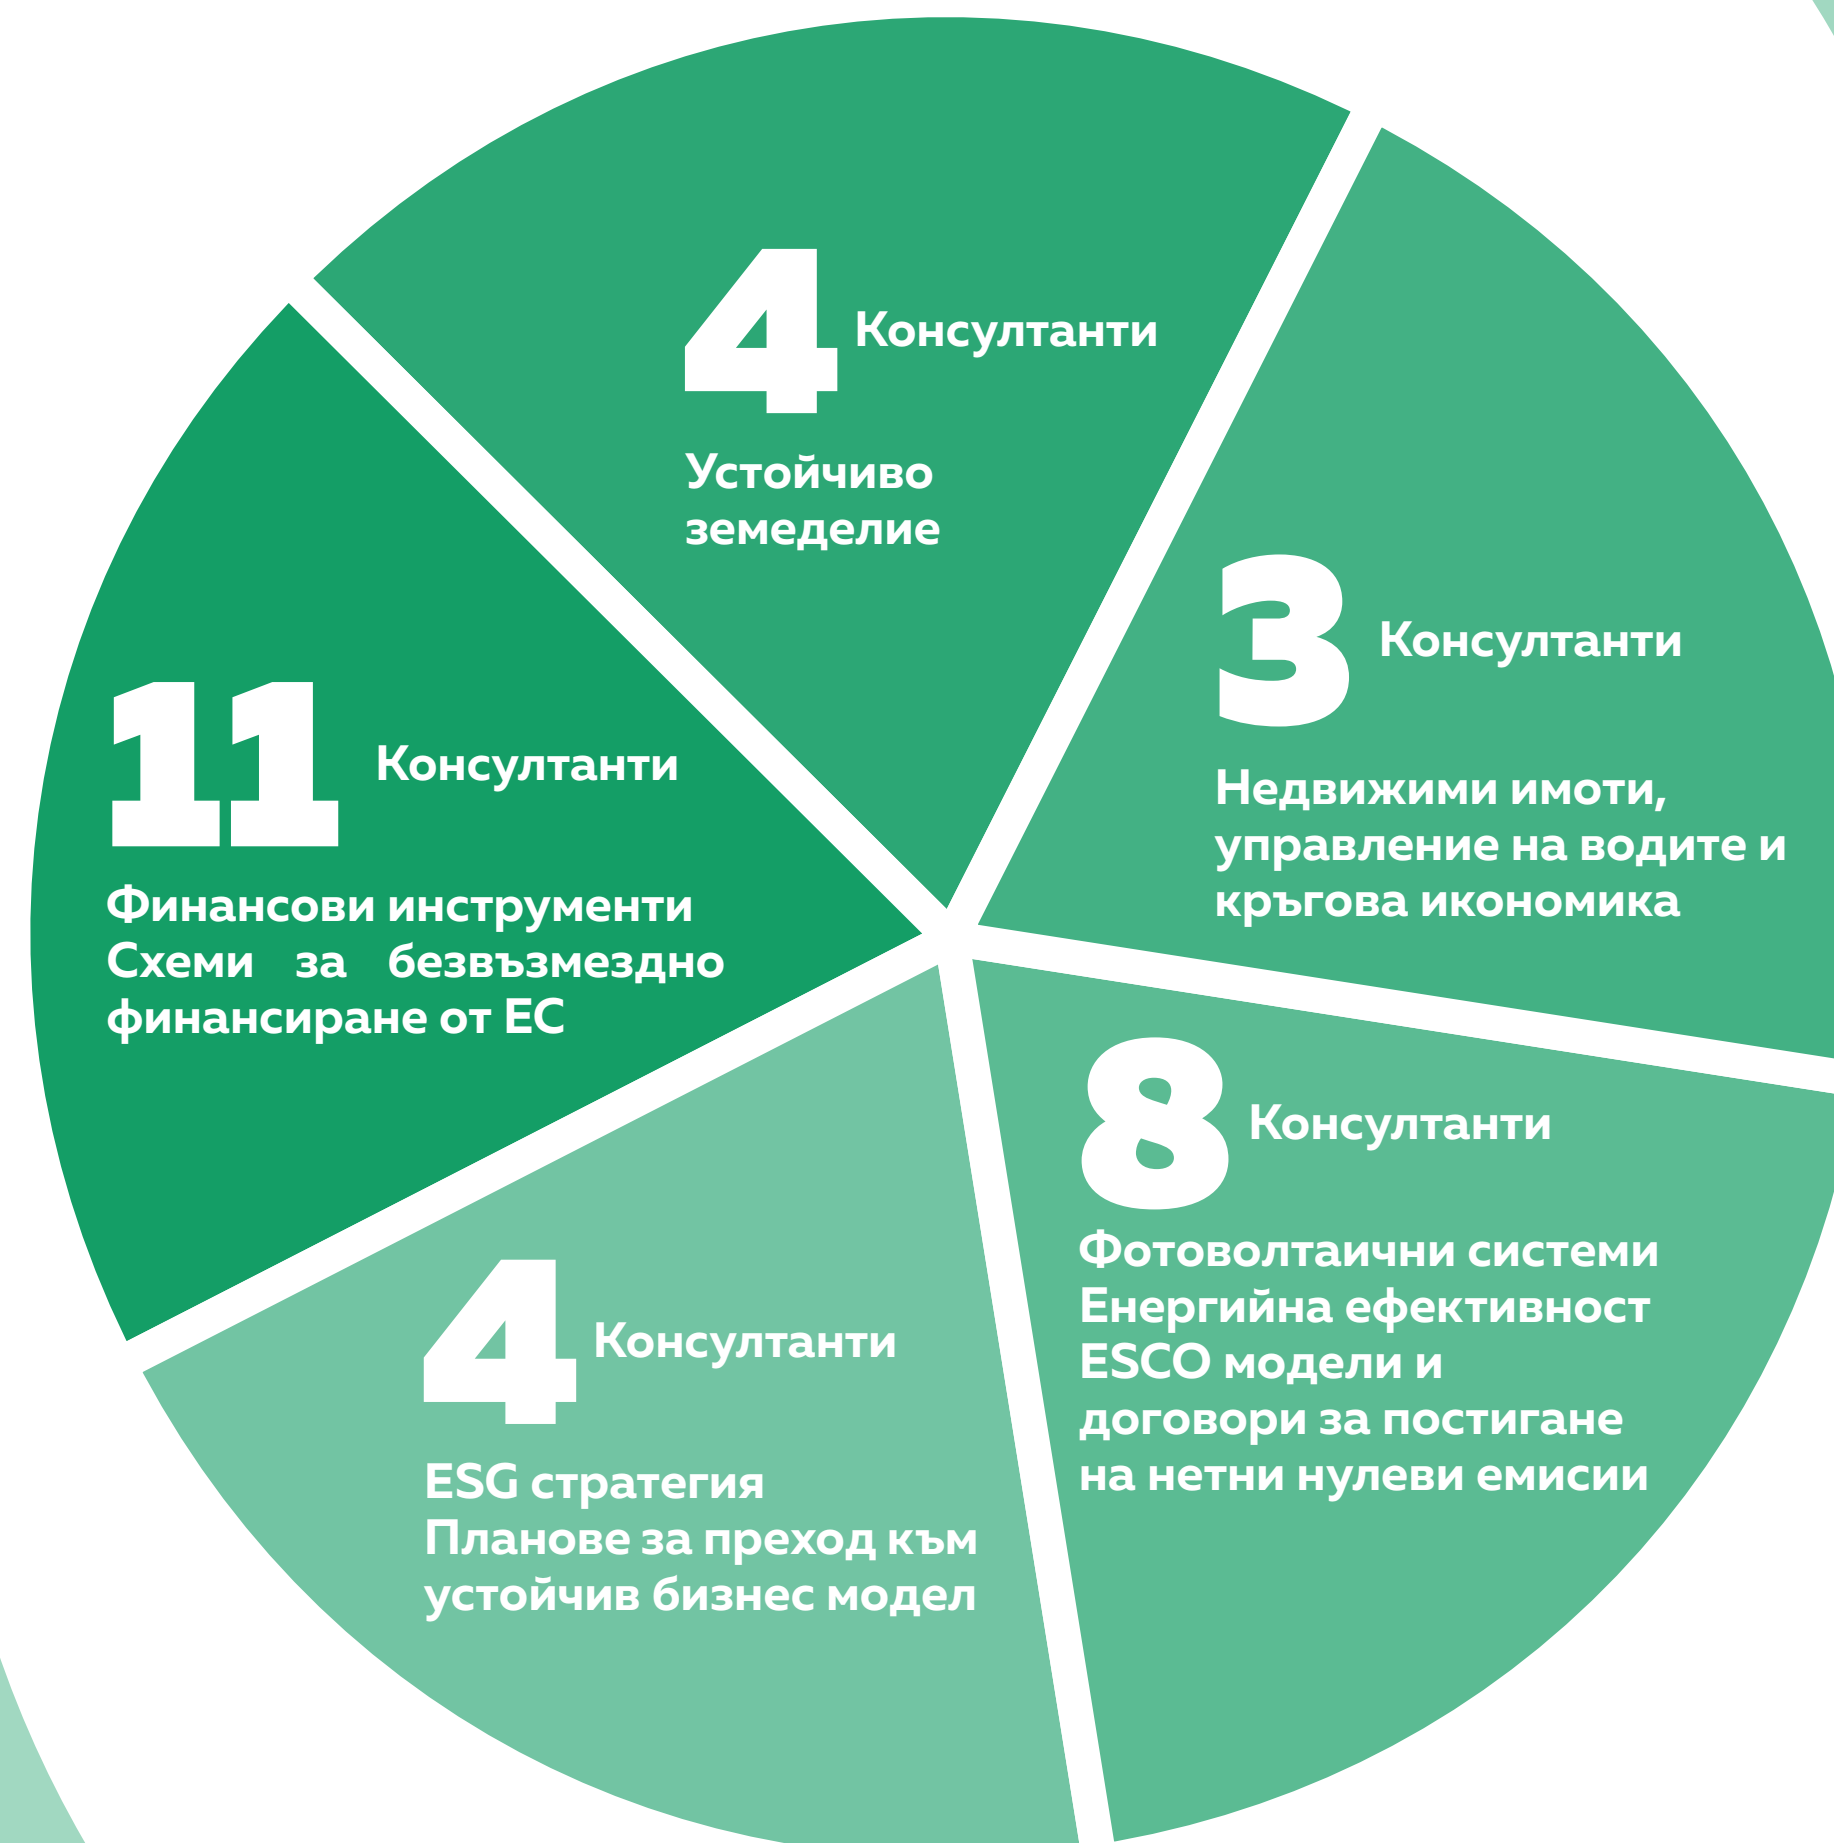 4 Консултанти
Устойчиво
земеделие
3 Консултанти
Недвижими имоти,
управление на водите и
кръгова икономика
11 Консултанти
Финансови инструменти
Схеми за безвъзмездно
финансиране от ЕС
8 Консултанти
Фотоволтаични системи
Енергийна ефективност
ESCO модели и
договори за постигане
на нетни нулеви емисии
4 Консултанти
ESG стратегия
Планове за преход към
устойчив бизнес модел